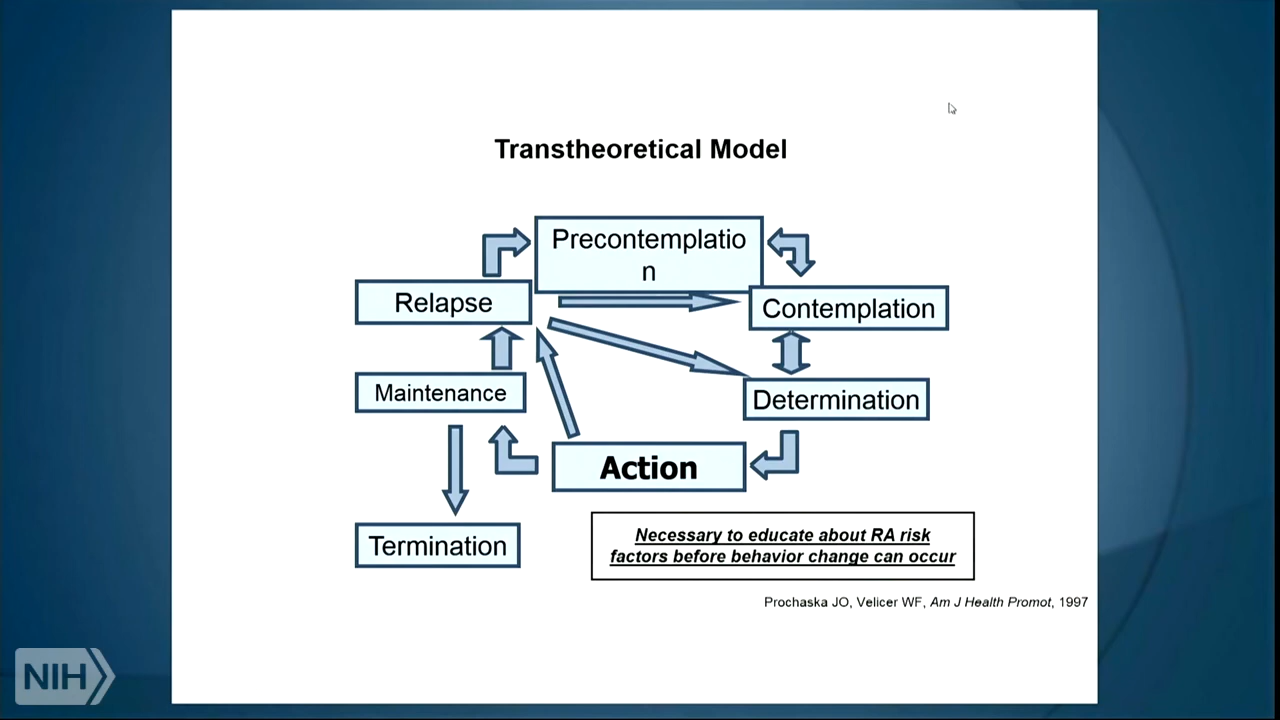 Transtheoretical Model
Precontemplatio
n
Relapse
Contemplation
Maintenance
Determination
Action
Termination
Necessary to educate about RA risk
factors before behavior change can occur
Prochaska JO, Velicer WF, Am J Health Promot, 1997
NIH